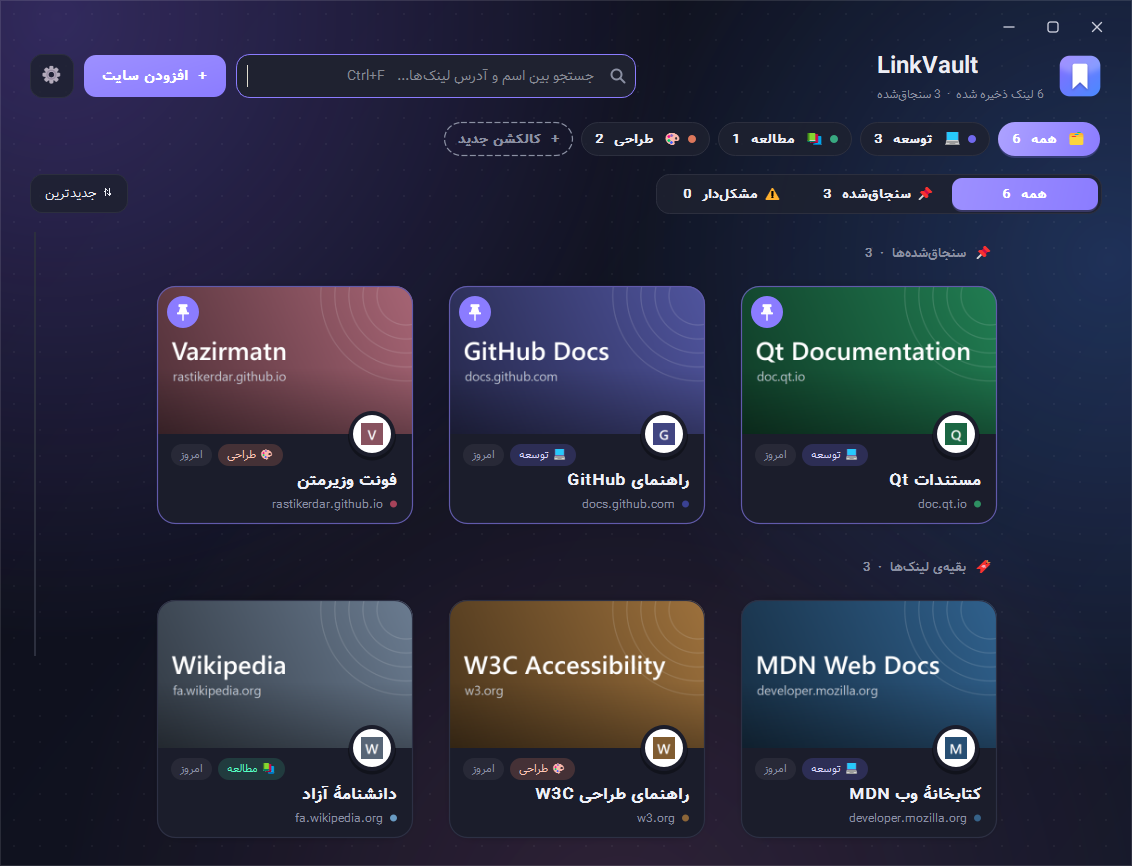 LinkVault
6 لینک ذخیره شده · 3 سنجاق‌شده
جستجو بین اسم و آدرس لینک‌ها... Ctrl+F
+ افزودن سایت
همه 6
توسعه 3
مطالعه 1
طراحی 2
+ کالکشن جدید
همه 6
سنجاق‌شده 3
مشکل‌دار 0
جدیدترین
سنجاق‌شده‌ها · 3
Qt Documentation
doc.qt.io
Q
توسعه
امروز
مستندات Qt
doc.qt.io
GitHub Docs
docs.github.com
G
توسعه
امروز
راهنمای GitHub
docs.github.com
Vazirmatn
rastikerdar.github.io
V
طراحی
امروز
فونت وزیرمتن
rastikerdar.github.io
بقیه‌ی لینک‌ها · 3
MDN Web Docs
developer.mozilla.org
M
توسعه
امروز
کتابخانهٔ وب MDN
developer.mozilla.org
W3C Accessibility
w3.org
W
طراحی
امروز
راهنمای طراحی W3C
w3.org
Wikipedia
fa.wikipedia.org
W
مطالعه
امروز
دانشنامهٔ آزاد
fa.wikipedia.org